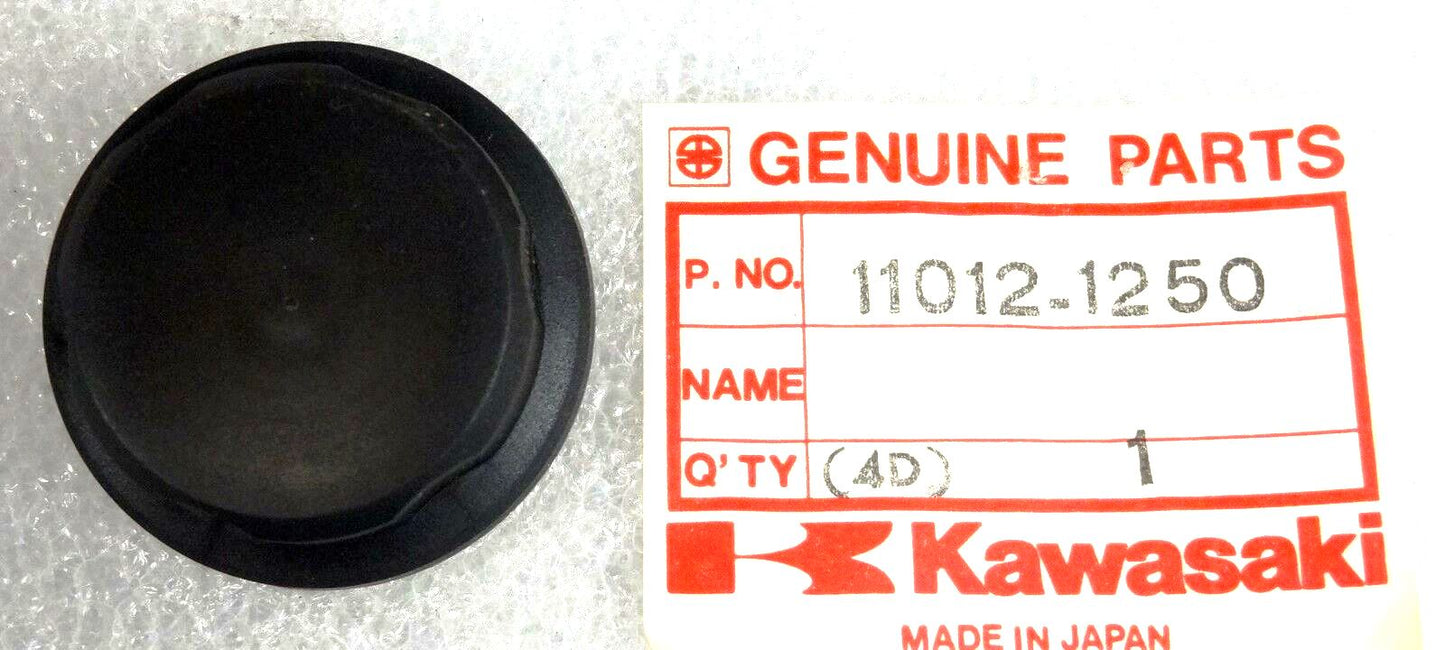 GENUINE PARTS
P. NO. 11012-1250
NAME
Q'TY (4D) 1
Kawasaki
MADE IN JAPAN